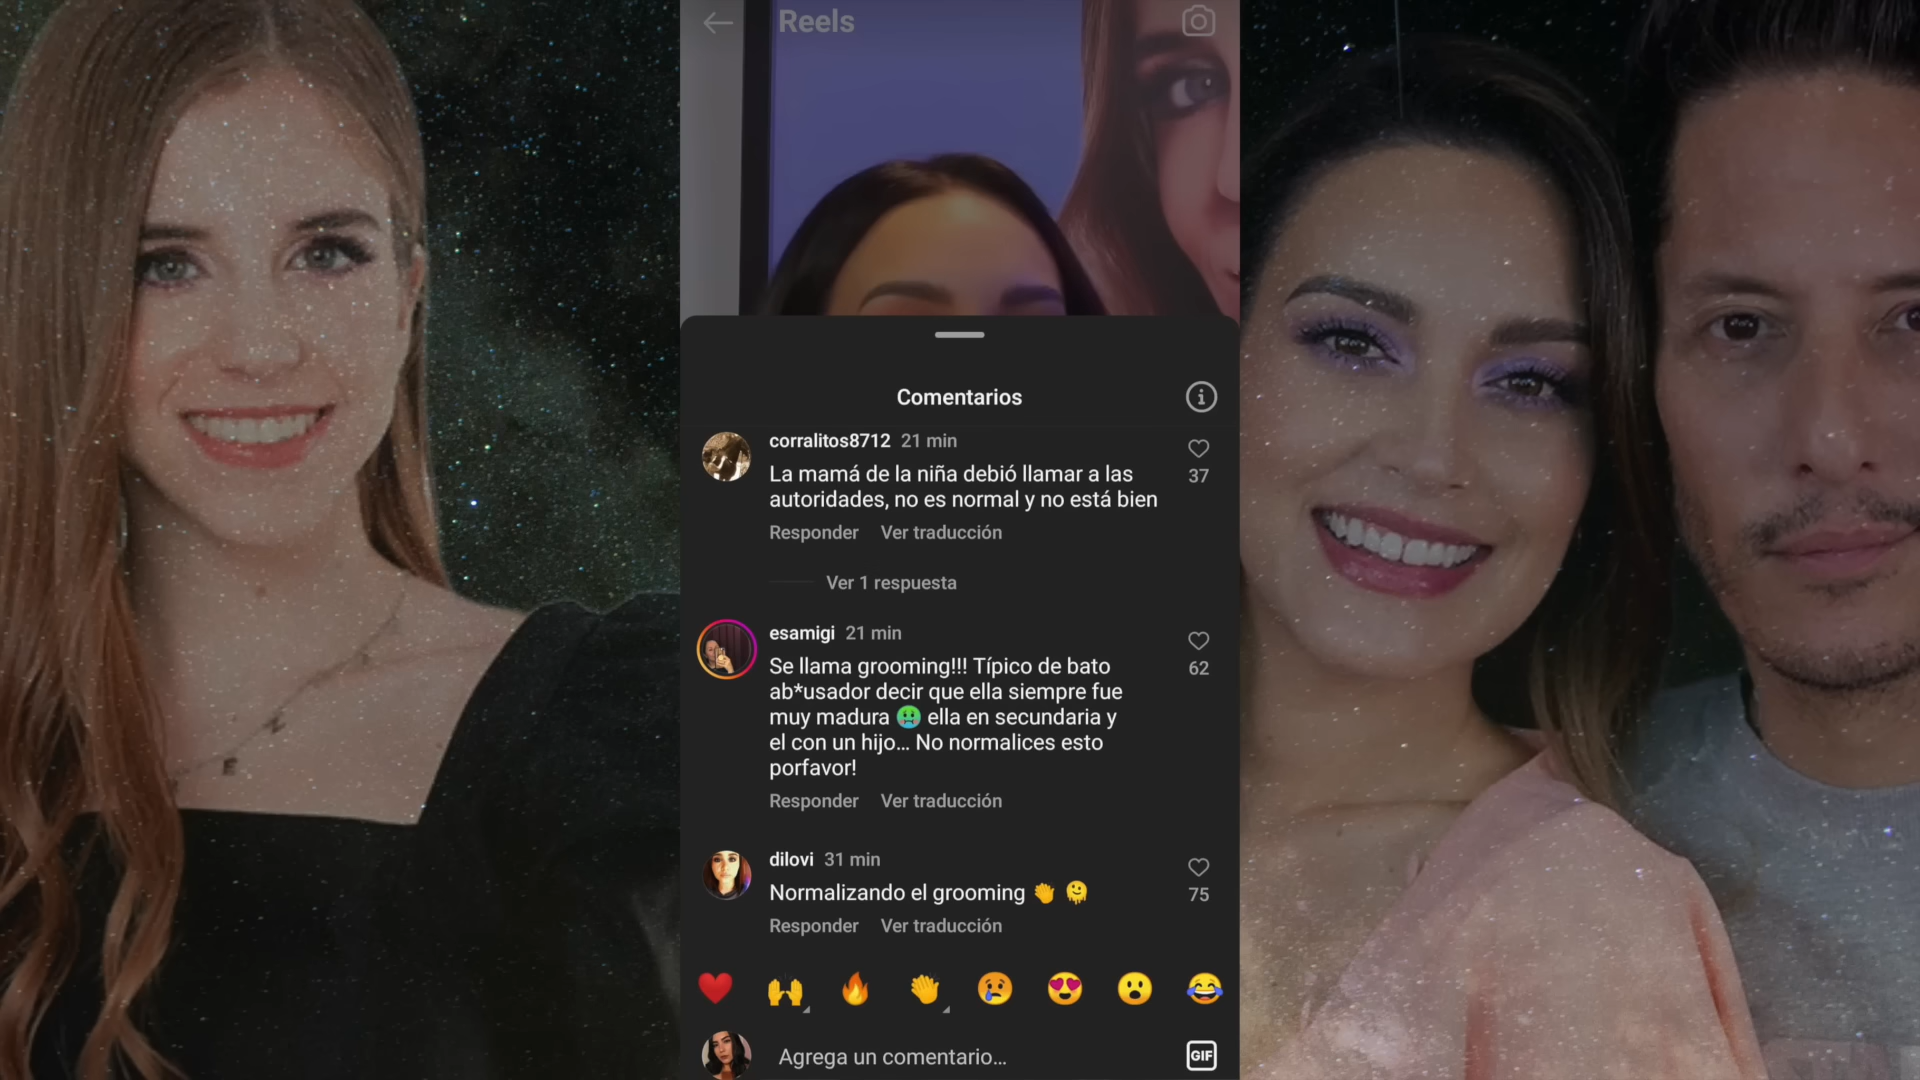 Reels
Comentarios
corralitos8712 21 min
La mamá de la niña debió llamar a las
autoridades, no es normal y no está bien
37
Responder Ver traducción
Ver 1 respuesta
esamigi 21 min
Se llama grooming!!! Típico de bato
ab*usador decir que ella siempre fue
muy madura 🤢 ella en secundaria y
el con un hijo... No normalices esto
porfavor!
62
Responder Ver traducción
dilovi 31 min
Normalizando el grooming 👏 🫠
75
Responder Ver traducción
Agrega un comentario...
GIF